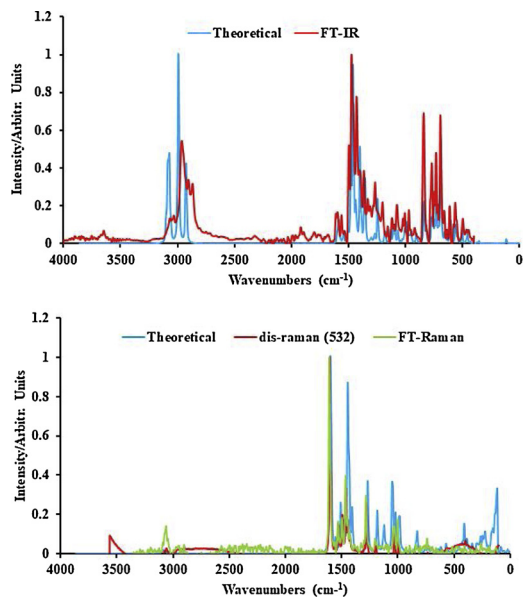 1.2
Theoretical FT-IR
1
0.8
0.6
0.4
0.2
0
Intensity/Arbitr. Units
4000 3500 3000 2500 2000 1500 1000 500 0
Wavenumbers (cm-1)
1.2
Theoretical dis-raman (532) FT-Raman
1
0.8
0.6
0.4
0.2
0
Intensity/Arbitr. Units
4000 3500 3000 2500 2000 1500 1000 500 0
Wavenumbers (cm-1)